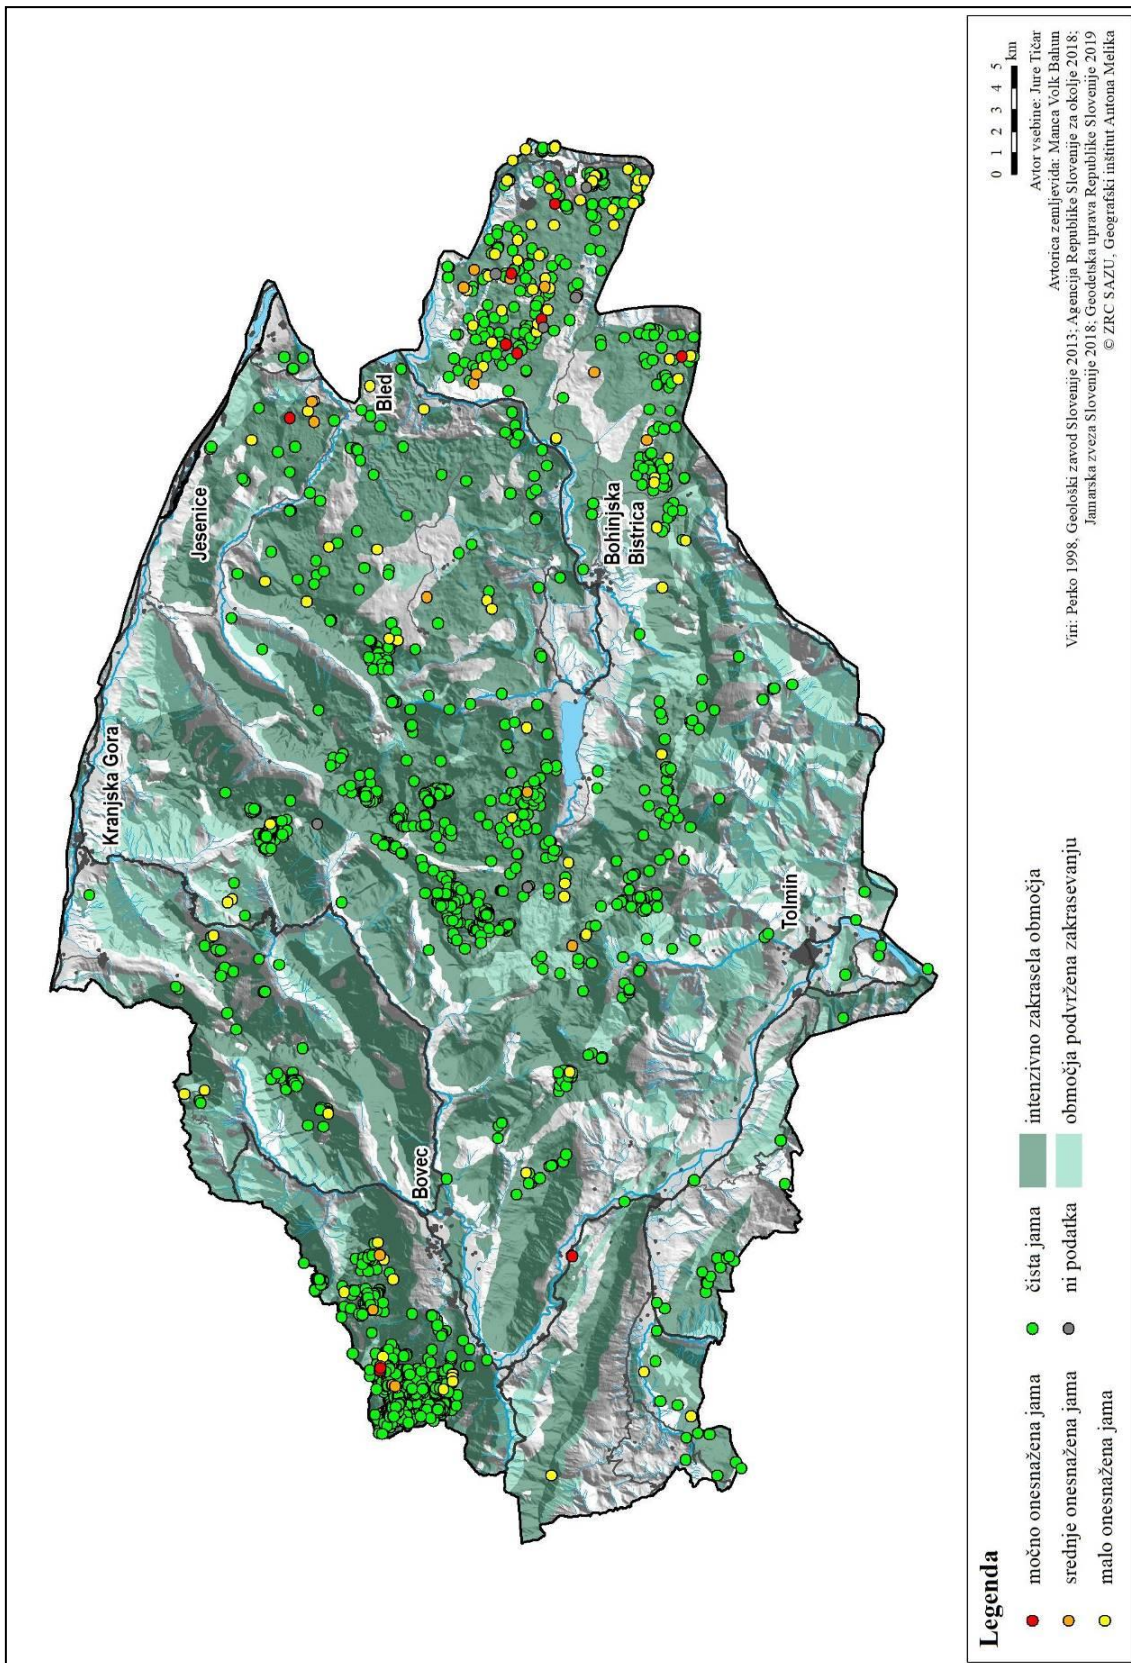 Kranjska Gora
Jesenice
Bled
Bohinjska
Bistrica
Bovec
Tolmin
Legenda
močno onesnažena jama
srednje onesnažena jama
malo onesnažena jama
čista jama
ni podatka
intenzivno zakrasela območja
območja podvržena zakrasevanju
0 1 2 3 4 5
km
Avtor vsebine: Jure Tičar
Avtorica zemljevida: Manca Volk Bahun
Viri: Perko 1998, Geološki zavod Slovenije 2013; Agencija Republike Slovenije za okolje 2018;
Jamarska zveza Slovenije 2018; Geodetska uprava Republike Slovenije 2019
© ZRC SAZU, Geografski inštitut Antona Melika